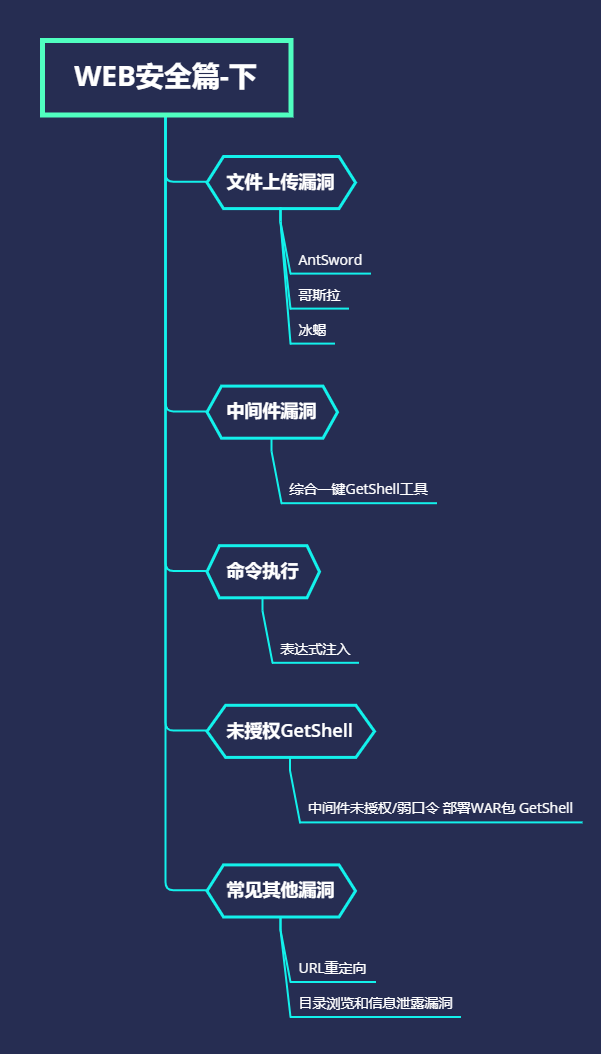 WEB安全篇-下
文件上传漏洞
AntSword
哥斯拉
冰蝎
中间件漏洞
综合一键GetShell工具
命令执行
表达式注入
未授权GetShell
中间件未授权/弱口令 部署WAR包 GetShell
常见其他漏洞
URL重定向
目录浏览和信息泄露漏洞